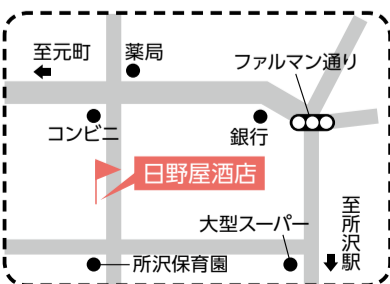 至元町
薬局
ファルマン通り
コンビニ
銀行
日野屋酒店
大型スーパー
至所沢駅
所沢保育園